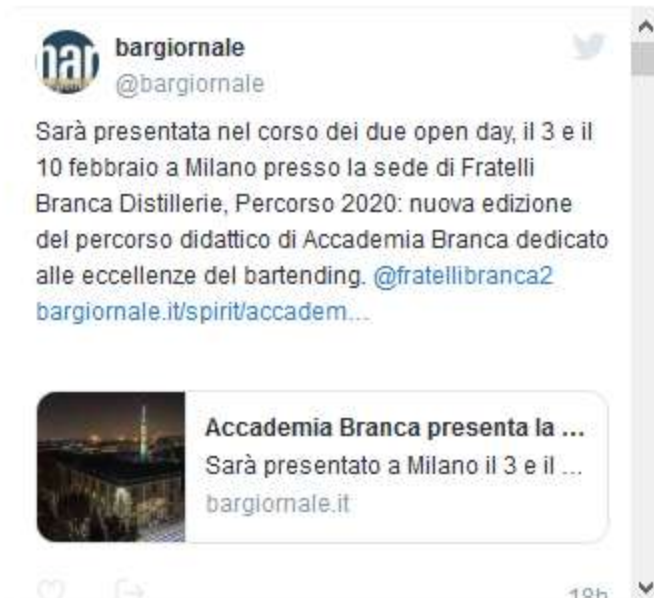 bar
bargiornale
@bargiornale
Sarà presentata nel corso dei due open day, il 3 e il
10 febbraio a Milano presso la sede di Fratelli
Branca Distillerie, Percorso 2020: nuova edizione
del percorso didattico di Accademia Branca dedicato
alle eccellenze del bartending. @fratellibranca2
bargiornale.it/spirit/accadem...
Accademia Branca presenta la ...
Sarà presentato a Milano il 3 e il ...
bargiornale.it
18h